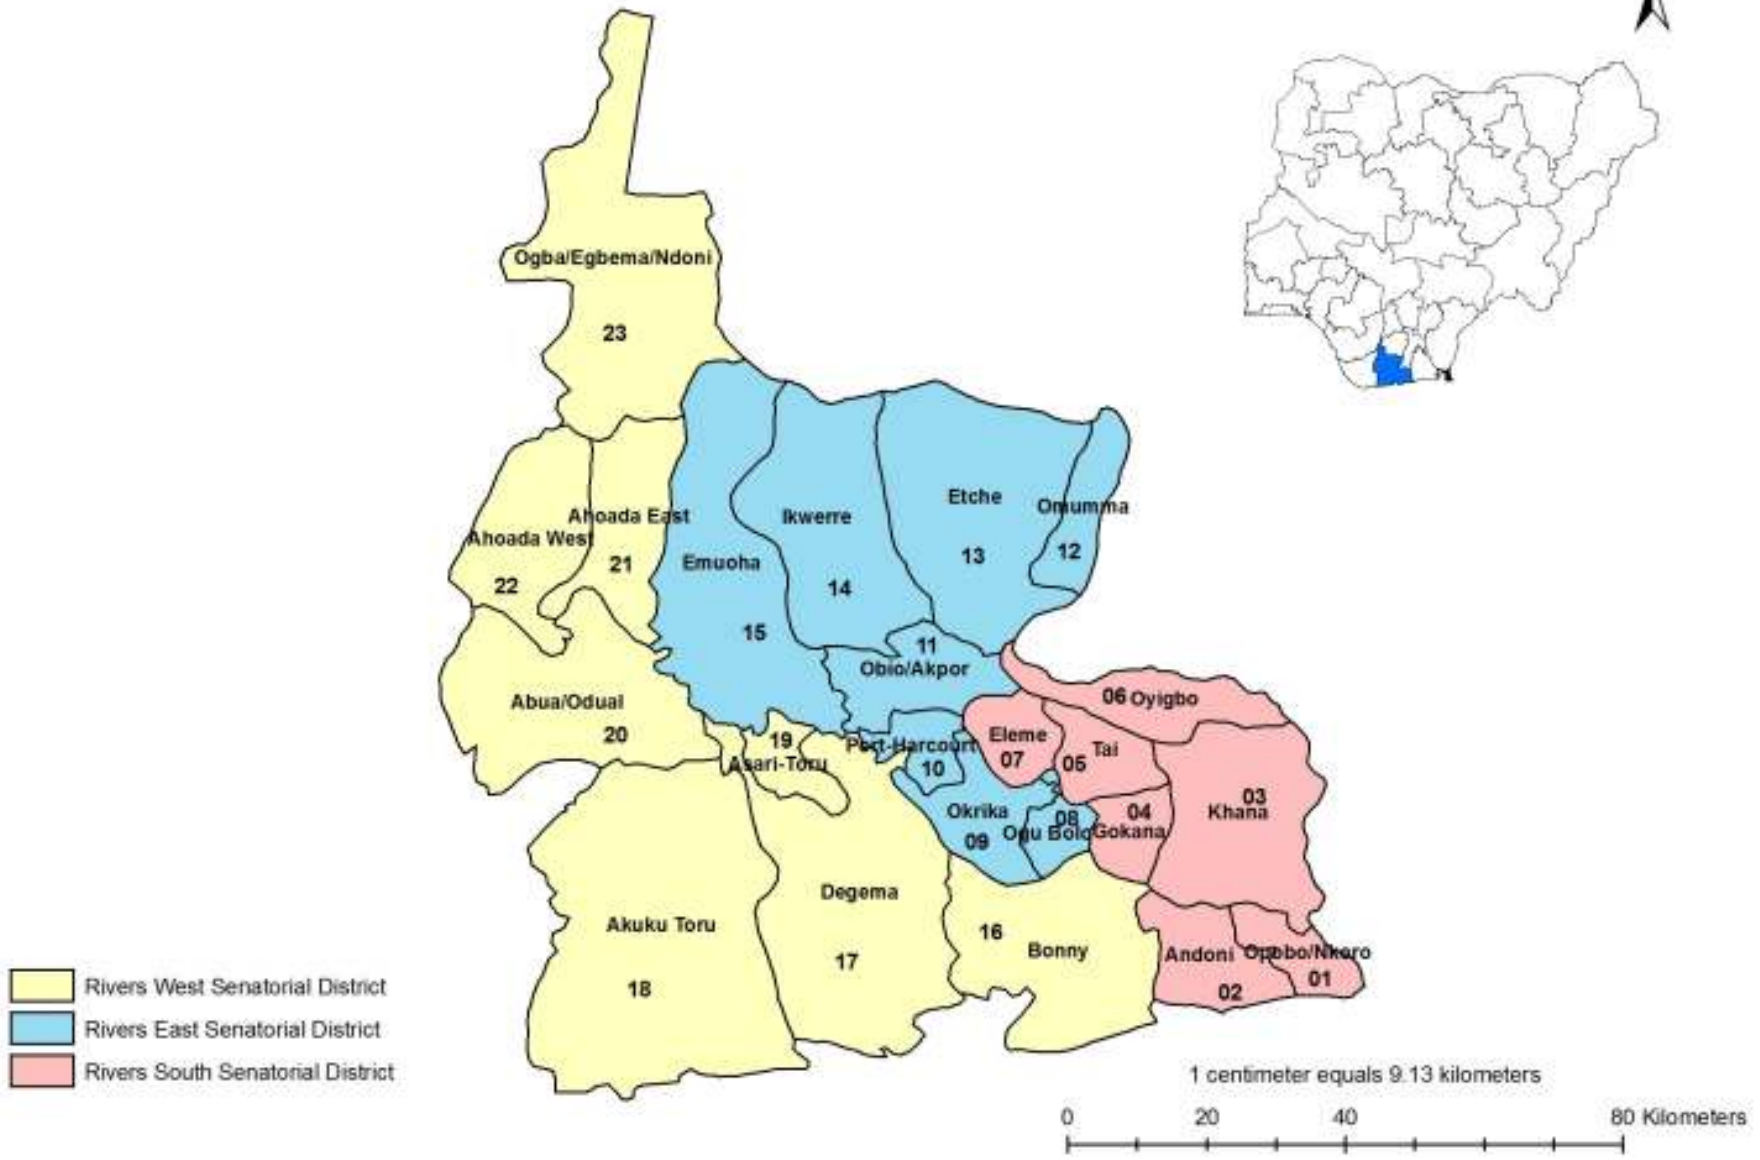 Ogba/Egbema/Ndoni
23
Ahoada East
Ahoada West
21
22
Emuoha
15
Ikwerre
14
Etche
13
Omumma
12
11
Obio/Akpor
Abua/Odual
20
19
Asari-Toru
Port-Harcourt
10
Eleme
07
06 Oyigbo
05 Tai
03
Khana
04
Gokana
08
Ogu Bolo
Okrika
09
Degema
17
Akuku Toru
18
16
Bonny
Andoni
02
Opobo/Nkoro
01
Rivers West Senatorial District
Rivers East Senatorial District
Rivers South Senatorial District
1 centimeter equals 9.13 kilometers
0 20 40 80 Kilometers